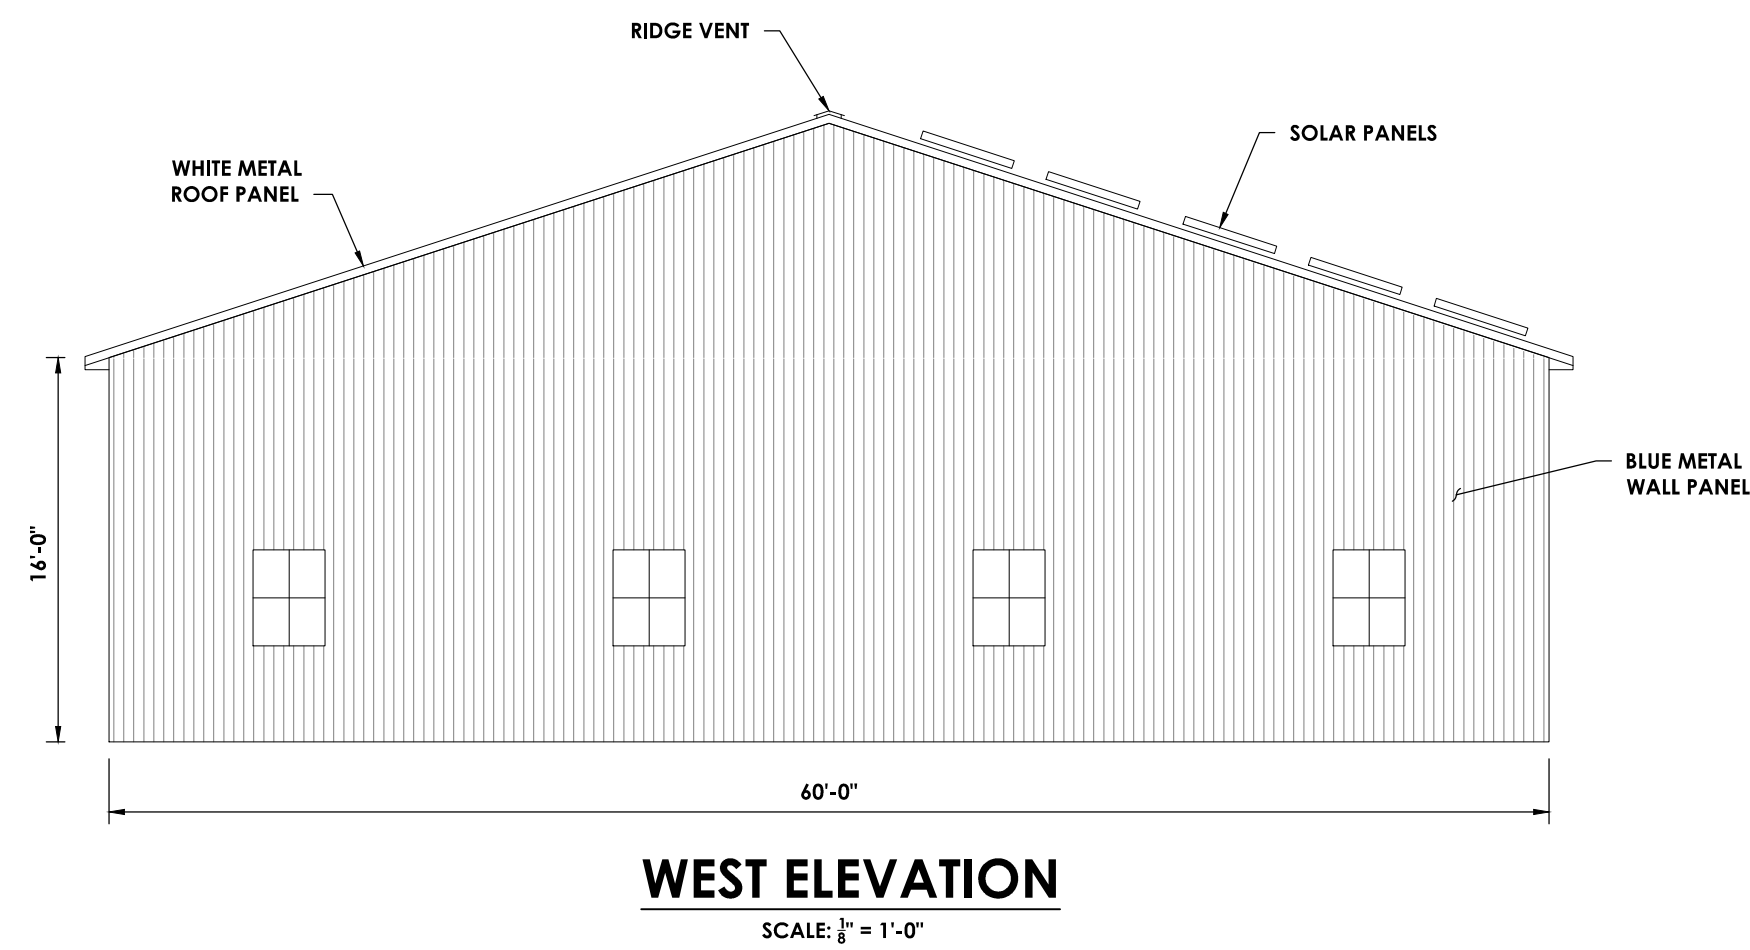 RIDGE VENT
SOLAR PANELS
WHITE METAL
ROOF PANEL
BLUE METAL
WALL PANEL
16'-0"
60'-0"
WEST ELEVATION
SCALE: 1/8" = 1'-0"